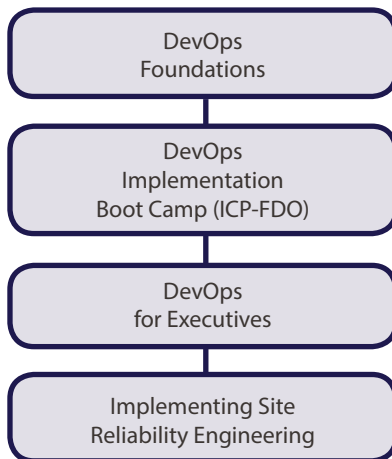 DevOps
Foundations
DevOps
Implementation
Boot Camp (ICP-FDO)
DevOps
for Executives
Implementing Site
Reliability Engineering